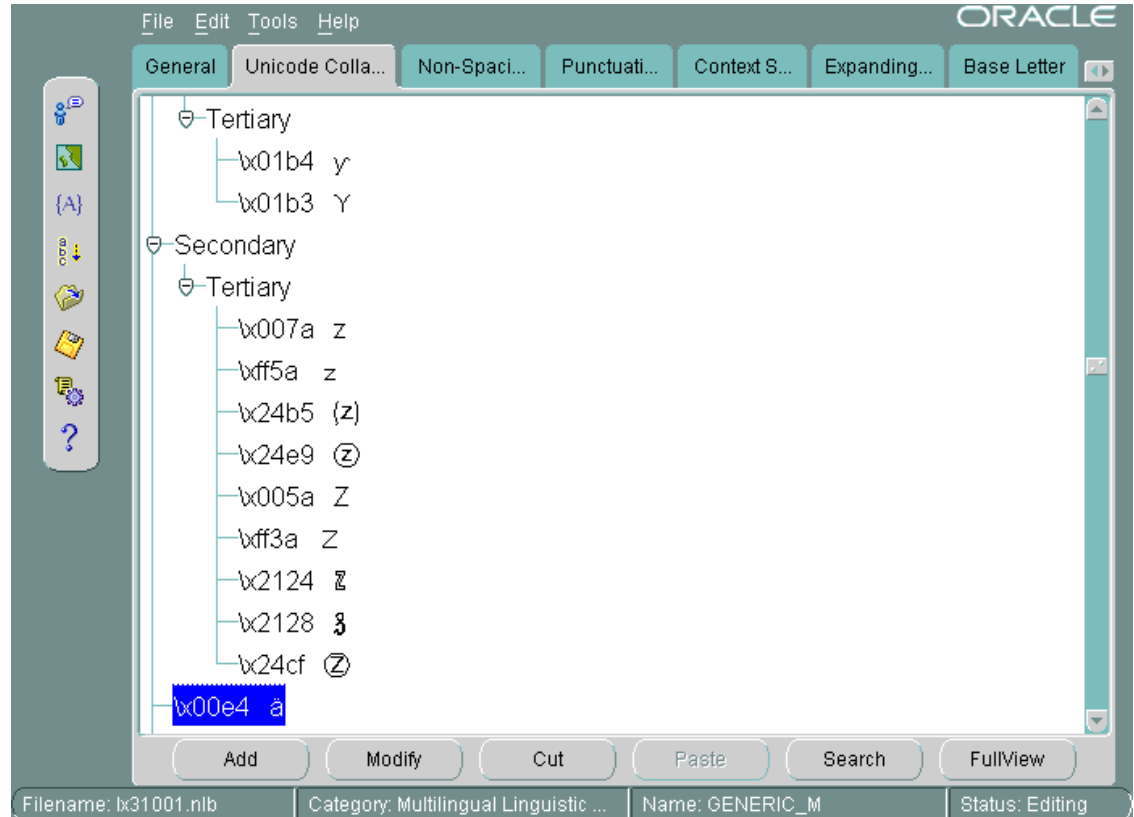 File Edit Tools Help ORACLE
General Unicode Colla... Non-Spaci... Punctuati... Context S... Expanding... Base Letter
{A}
a
b
c
?
Tertiary
\x01b4 ƴ
\x01b3 Ƴ
Secondary
Tertiary
\x007a z
\xff5a ｚ
\x24b5 ⒵
\x24e9 ⓩ
\x005a Z
\xff3a Ｚ
\x2124 ℤ
\x2128 ℨ
\x24cf Ⓩ
\x00e4 ä
Add Modify Cut Paste Search FullView
Filename: lx31001.nlb Category: Multilingual Linguistic ... Name: GENERIC_M Status: Editing